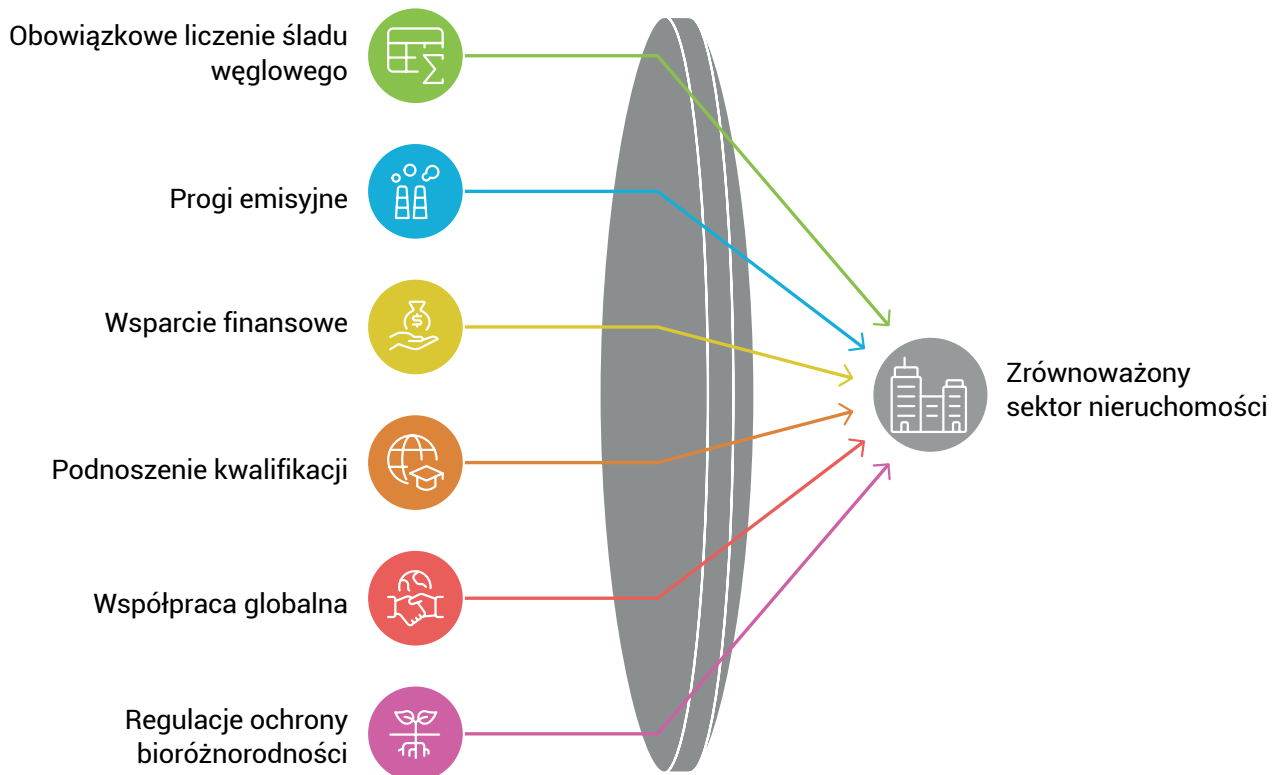 Obowiązkowe liczenie śladu
węglowego
Progi emisyjne
Wsparcie finansowe
Podnoszenie kwalifikacji
Współpraca globalna
Regulacje ochrony
bioróżnorodności
Zrównoważony
sektor nieruchomości